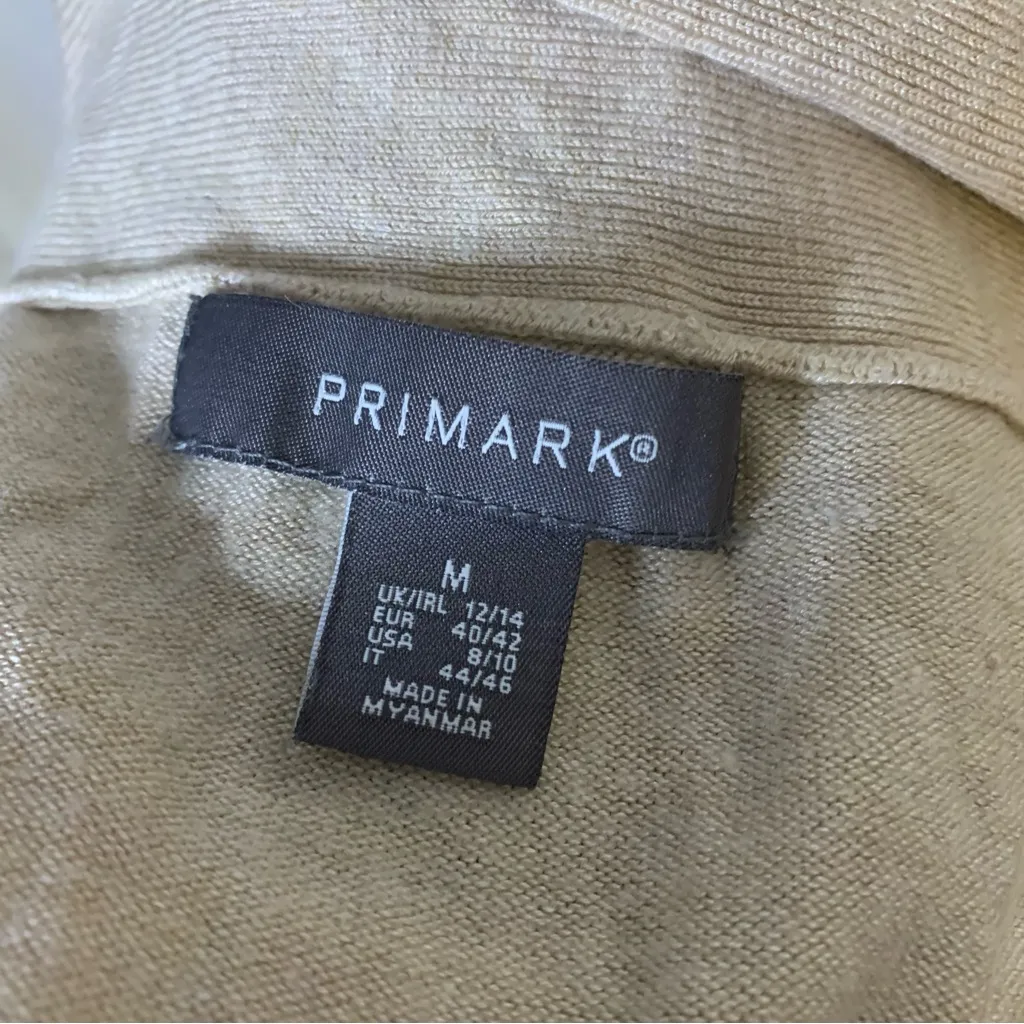 PRIMARK®
M
UK/IRL 12/14
EUR 40/42
USA 8/10
IT 44/46
MADE IN
MYANMAR